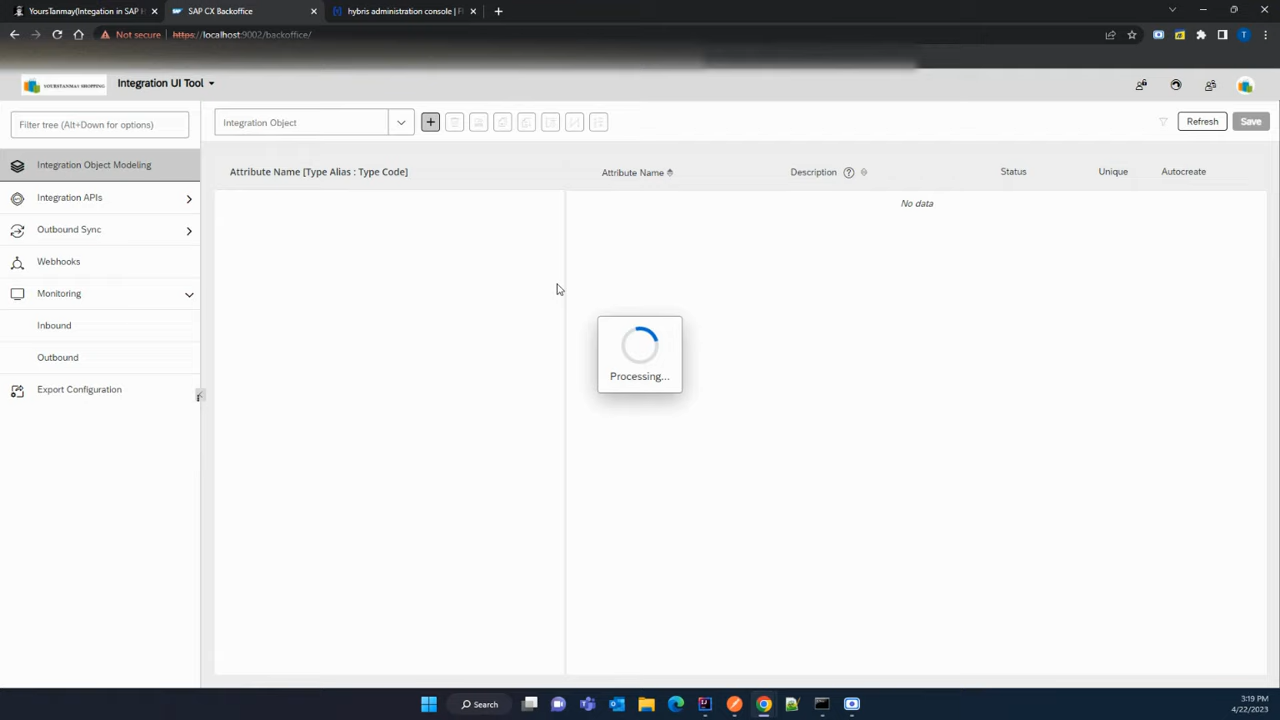 YoursTanmay(Integation in SAP H
SAP CX Backoffice
hybris administration console |
Not secure
https://localhost:9002/backoffice/
T
YOURSTANMAY SHOPPING
Integration UI Tool
Filter tree (Alt+Down for options)
Integration Object
Refresh
Save
Integration Object Modeling
Attribute Name [Type Alias : Type Code]
Attribute Name
Description
?
Status
Unique
Autocreate
Integration APIs
No data
Outbound Sync
Webhooks
Monitoring
Inbound
Outbound
Export Configuration
Processing...
Search
3:19 PM
4/22/2023